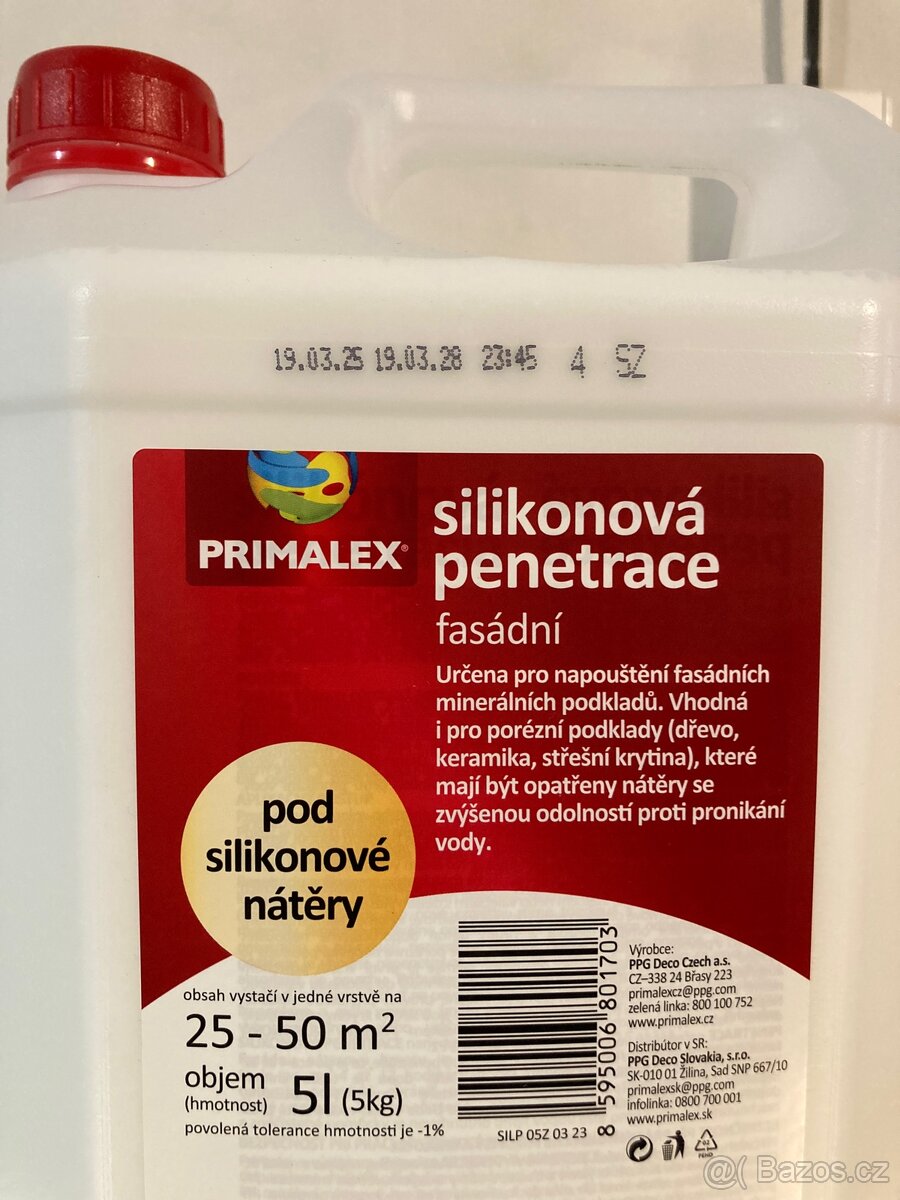 19.03.25 19.03.28 23:45 4 SZ
PRIMALEX®
silikonová
penetrace
fasádní
Určena pro napouštění fasádních
minerálních podkladů. Vhodná
i pro porézní podklady (dřevo,
keramika, střešní krytina), které
mají být opatřeny nátěry se
zvýšenou odolností proti pronikání
vody.
pod
silikonové
nátěry
obsah vystačí v jedné vrstvě na
25 - 50 m²
objem
(hmotnost) 5l (5kg)
povolená tolerance hmotnosti je -1%
8 595006 801703
SILP 05Z 03 23
Výrobce:
PPG Deco Czech a.s.
CZ–338 24 Břasy 223
primalexcz@ppg.com
zelená linka: 800 100 752
www.primalex.cz
Distribútor v SR:
PPG Deco Slovakia, s.r.o.
SK-010 01 Žilina, Sad SNP 667/10
primalexsk@ppg.com
infolinka: 0800 700 001
www.primalex.sk
02
PEHD
@( Bazos.cz